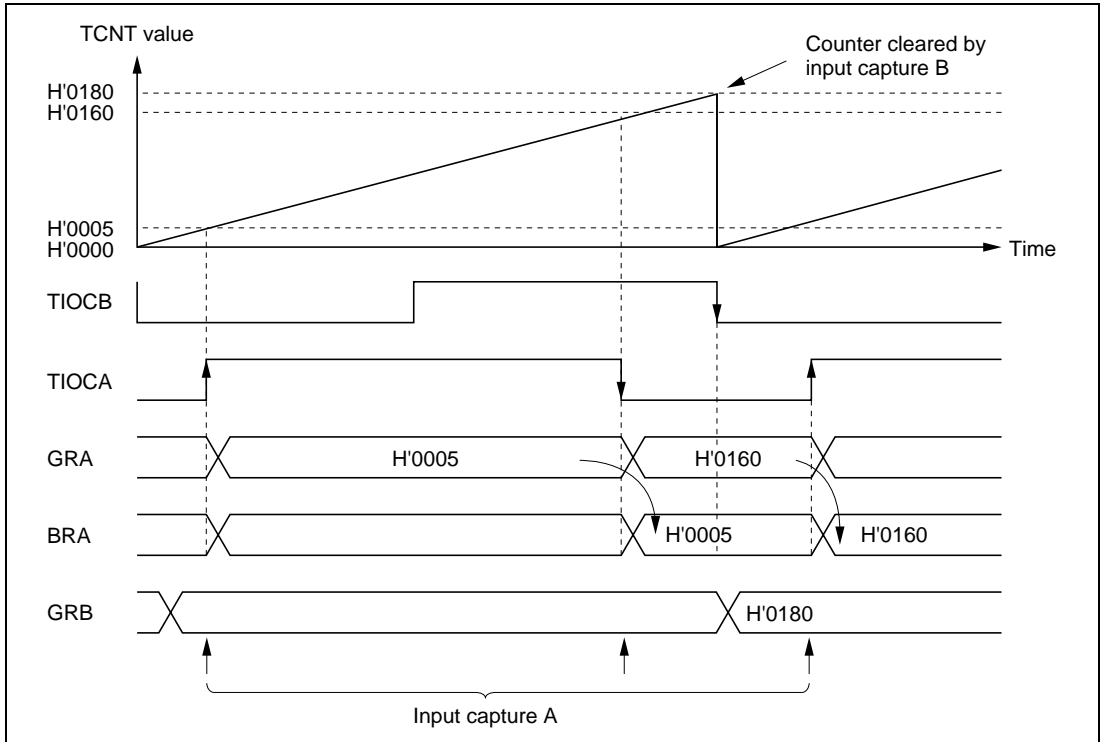 TCNT value
Counter cleared by
input capture B
H'0180
H'0160
H'0005
H'0000
Time
TIOCB
TIOCA
GRA
H'0005
H'0160
BRA
H'0005
H'0160
GRB
H'0180
Input capture A